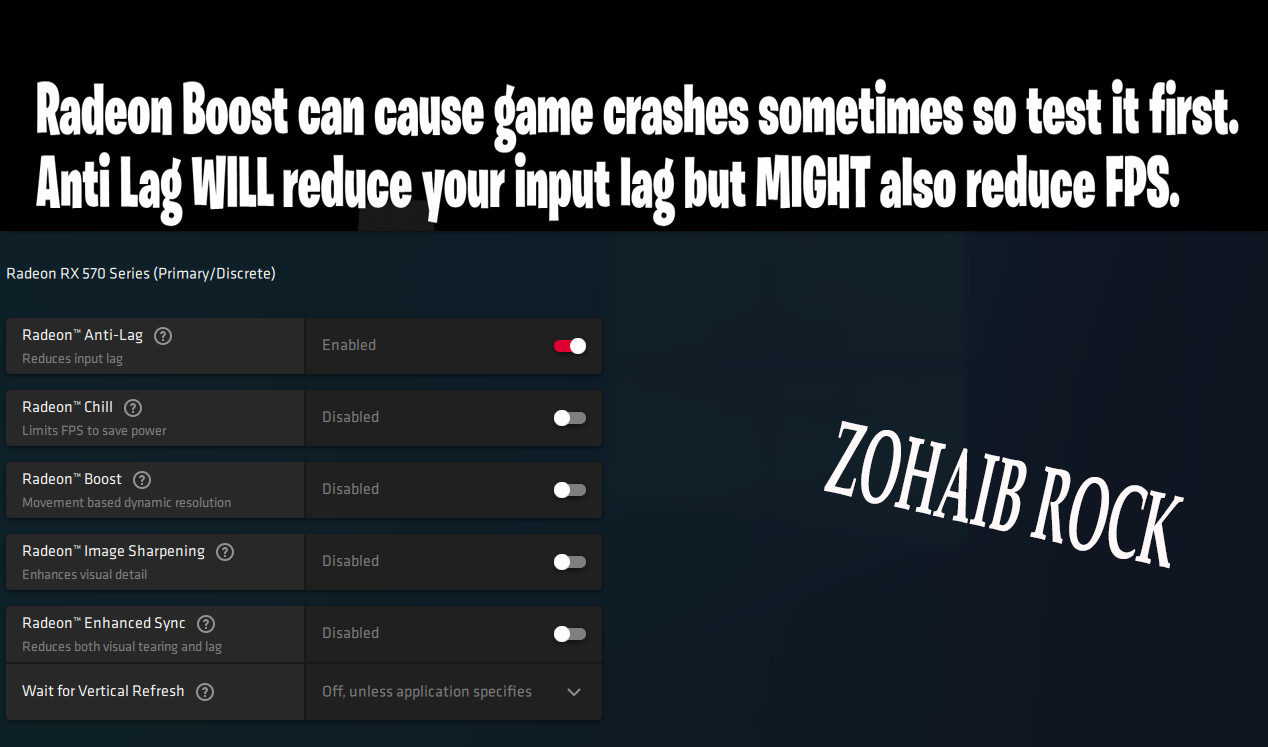 Radeon Boost can cause game crashes sometimes so test it first.
Anti Lag WILL reduce your input lag but MIGHT also reduce FPS.
Radeon RX 570 Series (Primary/Discrete)
Radeon™ Anti-Lag ?
Reduces input lag
Enabled
Radeon™ Chill ?
Limits FPS to save power
Disabled
Radeon™ Boost ?
Movement based dynamic resolution
Disabled
Radeon™ Image Sharpening ?
Enhances visual detail
Disabled
Radeon™ Enhanced Sync ?
Reduces both visual tearing and lag
Disabled
Wait for Vertical Refresh ?
Off, unless application specifies
ZOHAIB ROCK